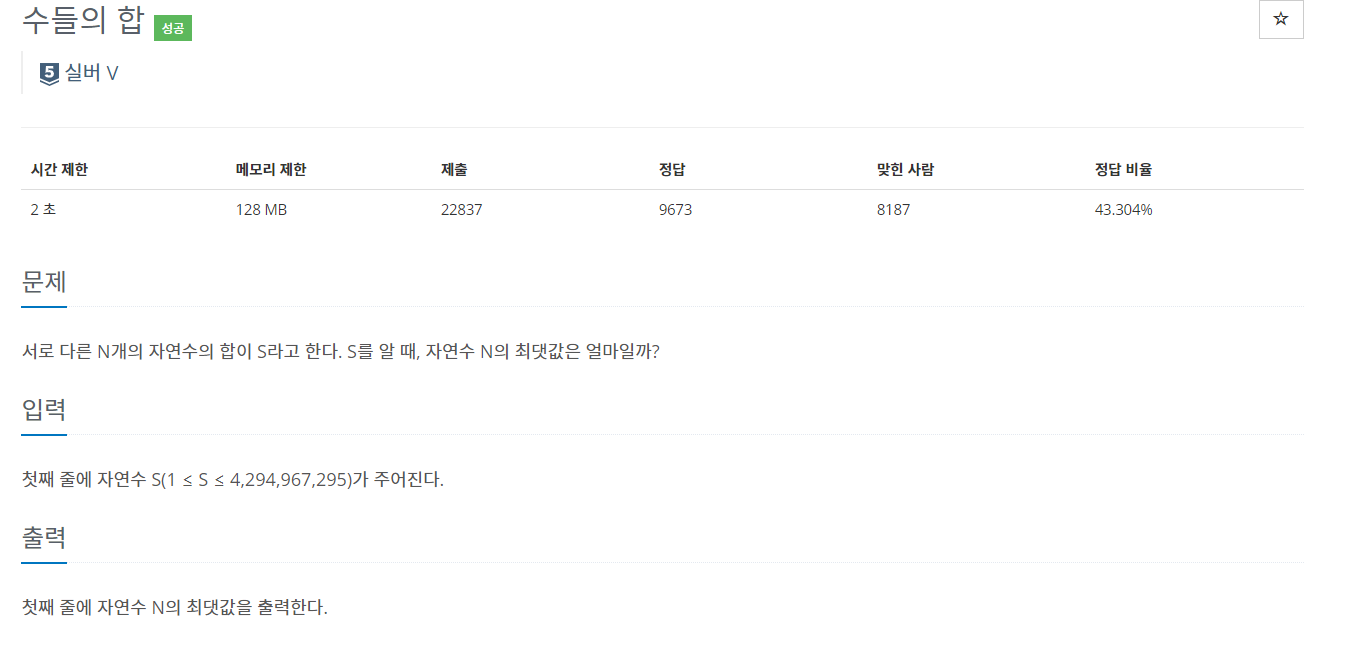 수들의 합 성공
☆
5 실버 V
시간 제한 메모리 제한 제출 정답 맞힌 사람 정답 비율
2 초 128 MB 22837 9673 8187 43.304%
문제
서로 다른 N개의 자연수의 합이 S라고 한다. S를 알 때, 자연수 N의 최댓값은 얼마일까?
입력
첫째 줄에 자연수 S(1 ≤ S ≤ 4,294,967,295)가 주어진다.
출력
첫째 줄에 자연수 N의 최댓값을 출력한다.